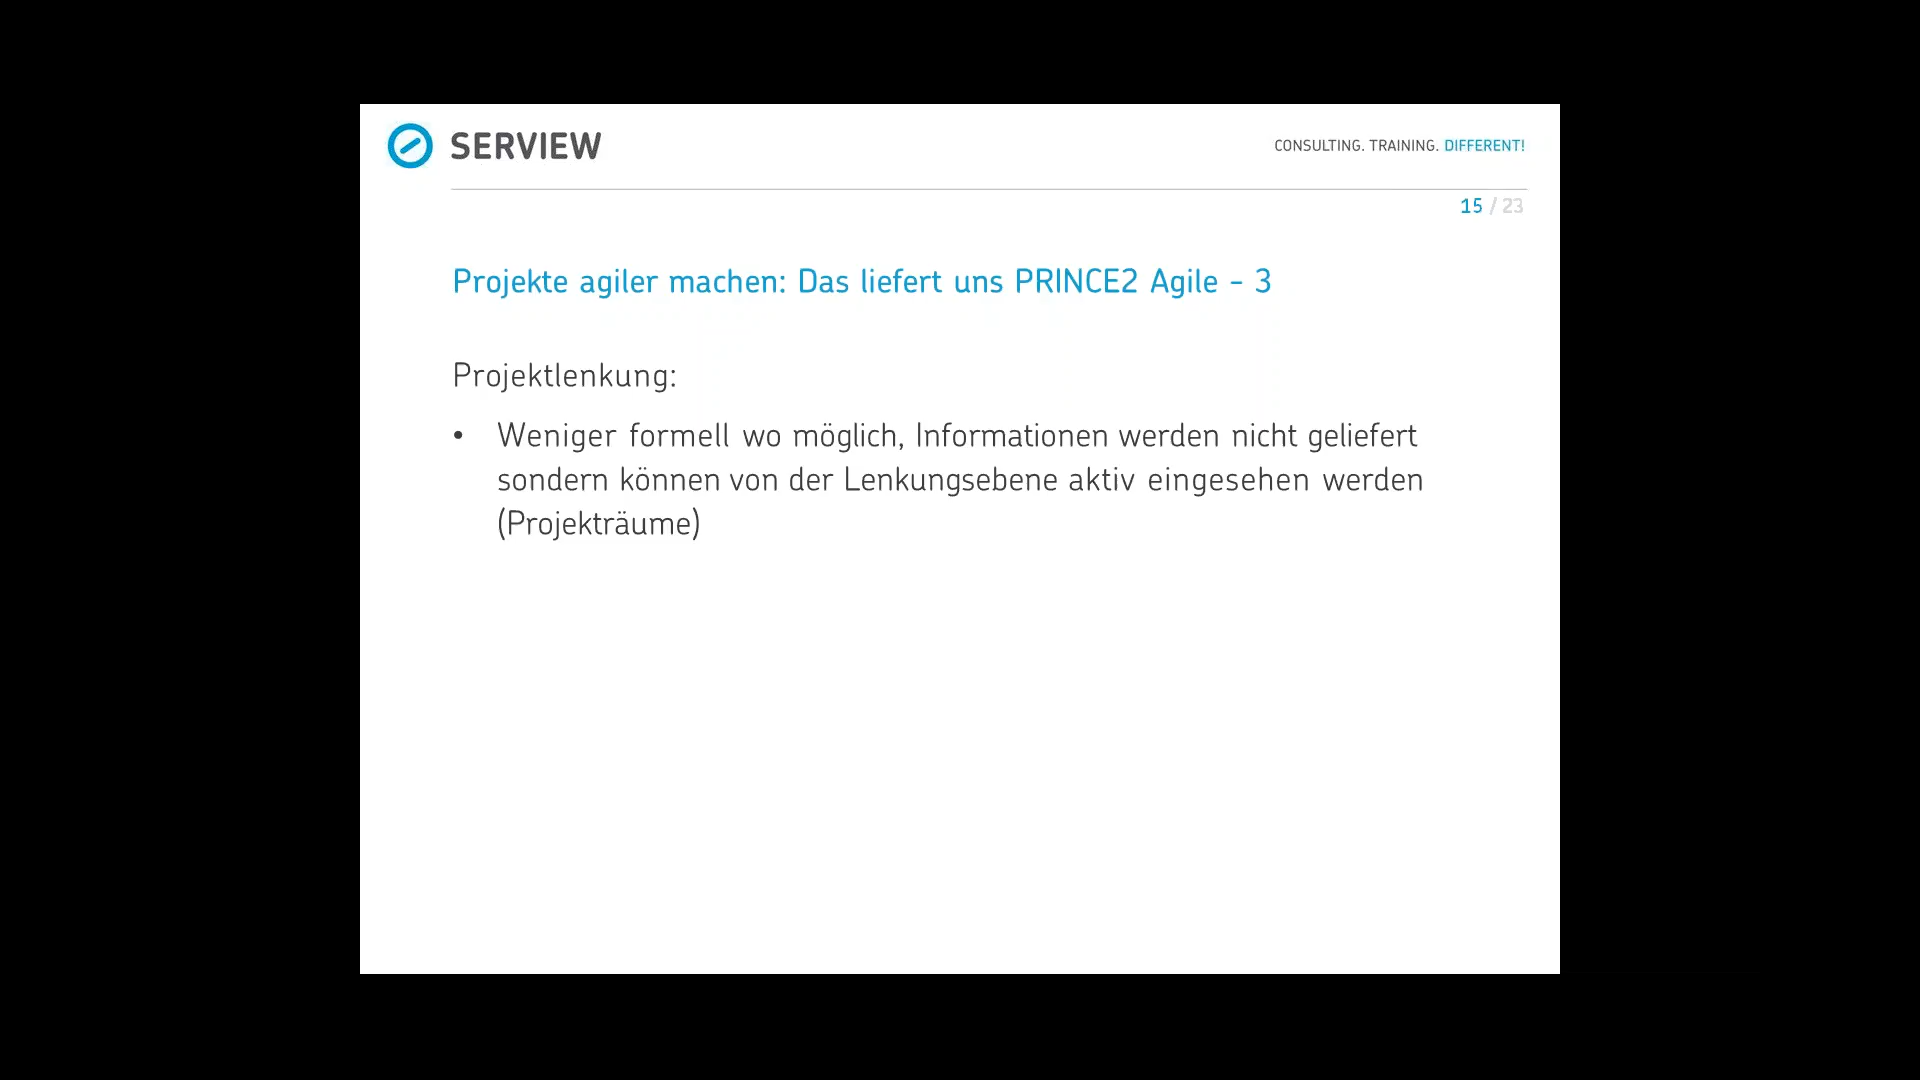 SERVIEW
CONSULTING. TRAINING. DIFFERENT!
15 / 23
Projekte agiler machen: Das liefert uns PRINCE2 Agile – 3
Projektlenkung:
• Weniger formell wo möglich, Informationen werden nicht geliefert
sondern können von der Lenkungsebene aktiv eingesehen werden
(Projekträume)